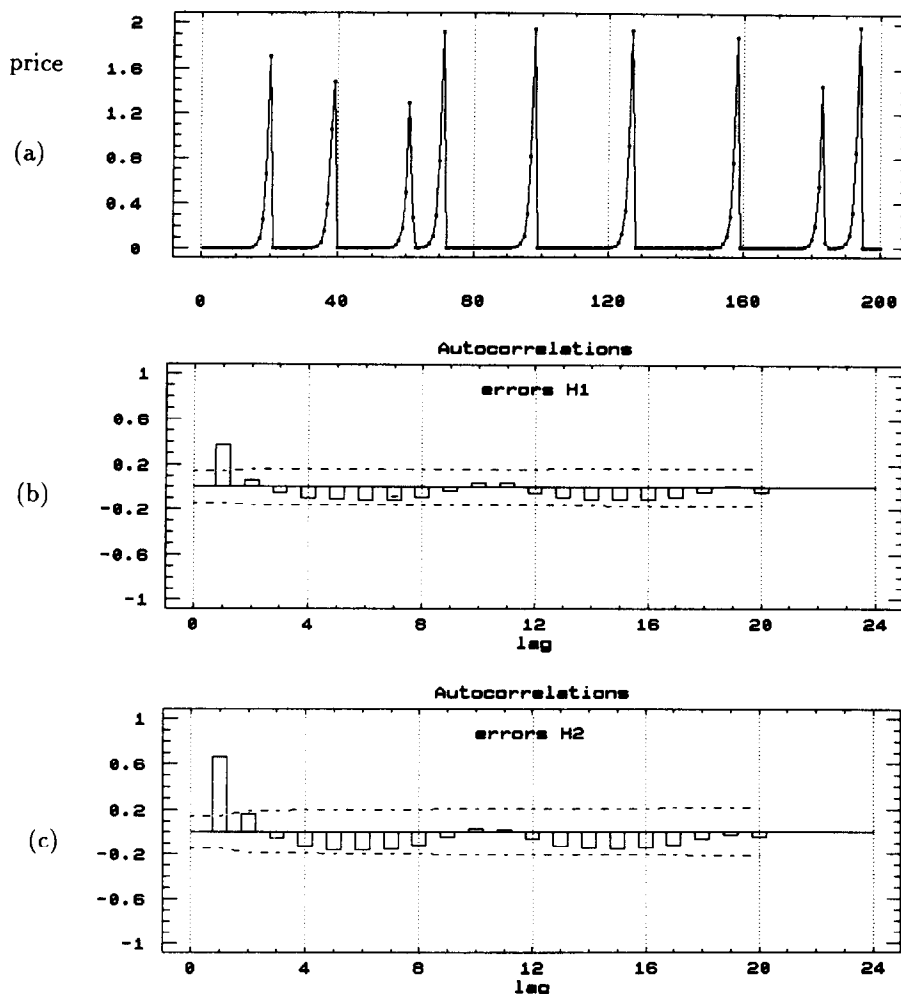 price
(a)
2
1.6
1.2
0.8
0.4
0
0 40 80 120 160 200
Autocorrelations
errors H1
(b)
1
0.6
0.2
-0.2
-0.6
-1
0 4 8 12 16 20 24
lag
Autocorrelations
errors H2
(c)
1
0.6
0.2
-0.2
-0.6
-1
0 4 8 12 16 20 24
lag